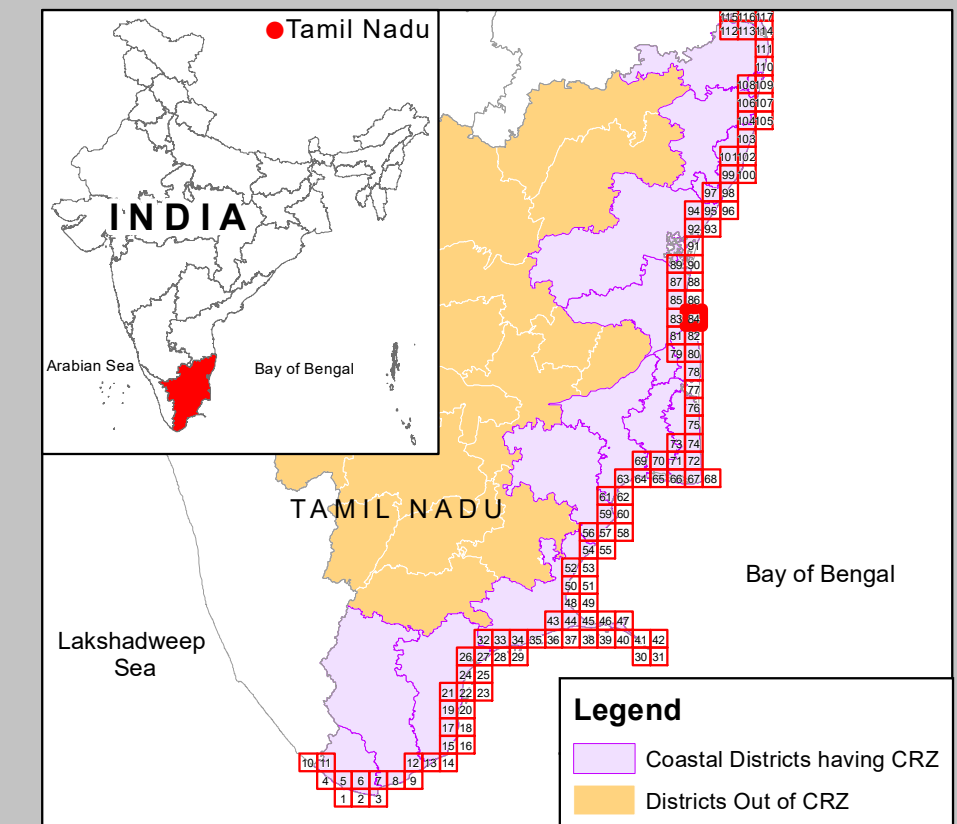 Tamil Nadu
INDIA
Arabian Sea
Bay of Bengal
115 116 117
112 113 114
111
110
108 109
106 107
104 105
103
101 102
99 100
97 98
94 95 96
92 93
91
89 90
87 88
85 86
83 84
81 82
79 80
78
77
76
75
73 74
69 70 71 72
63 64 65 66 67 68
61 62
59 60
56 57 58
54 55
52 53
50 51
48 49
43 44 45 46 47
32 33 34 35 36 37 38 39 40 41 42
26 27 28 29 30 31
24 25
21 22 23
19 20
17 18
15 16
10 11 12 13 14
4 5 6 7 8 9
1 2 3
TAMIL NADU
Bay of Bengal
Lakshadweep
Sea
Legend
Coastal Districts having CRZ
Districts Out of CRZ